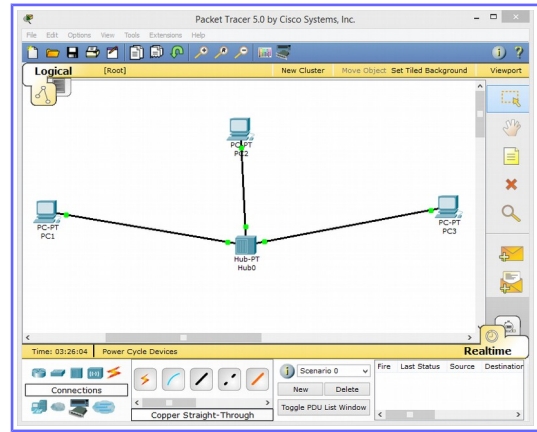 Packet Tracer 5.0 by Cisco Systems, Inc.
File Edit Options View Tools Extensions Help
Logical [Root] New Cluster Move Object Set Tiled Background Viewport
PC-PT
PC2
PC-PT
PC1
PC-PT
PC3
Hub-PT
Hub0
Time: 03:26:04 Power Cycle Devices Realtime
Scenario 0
Fire Last Status Source Destination
Connections
New Delete
Toggle PDU List Window
Copper Straight-Through